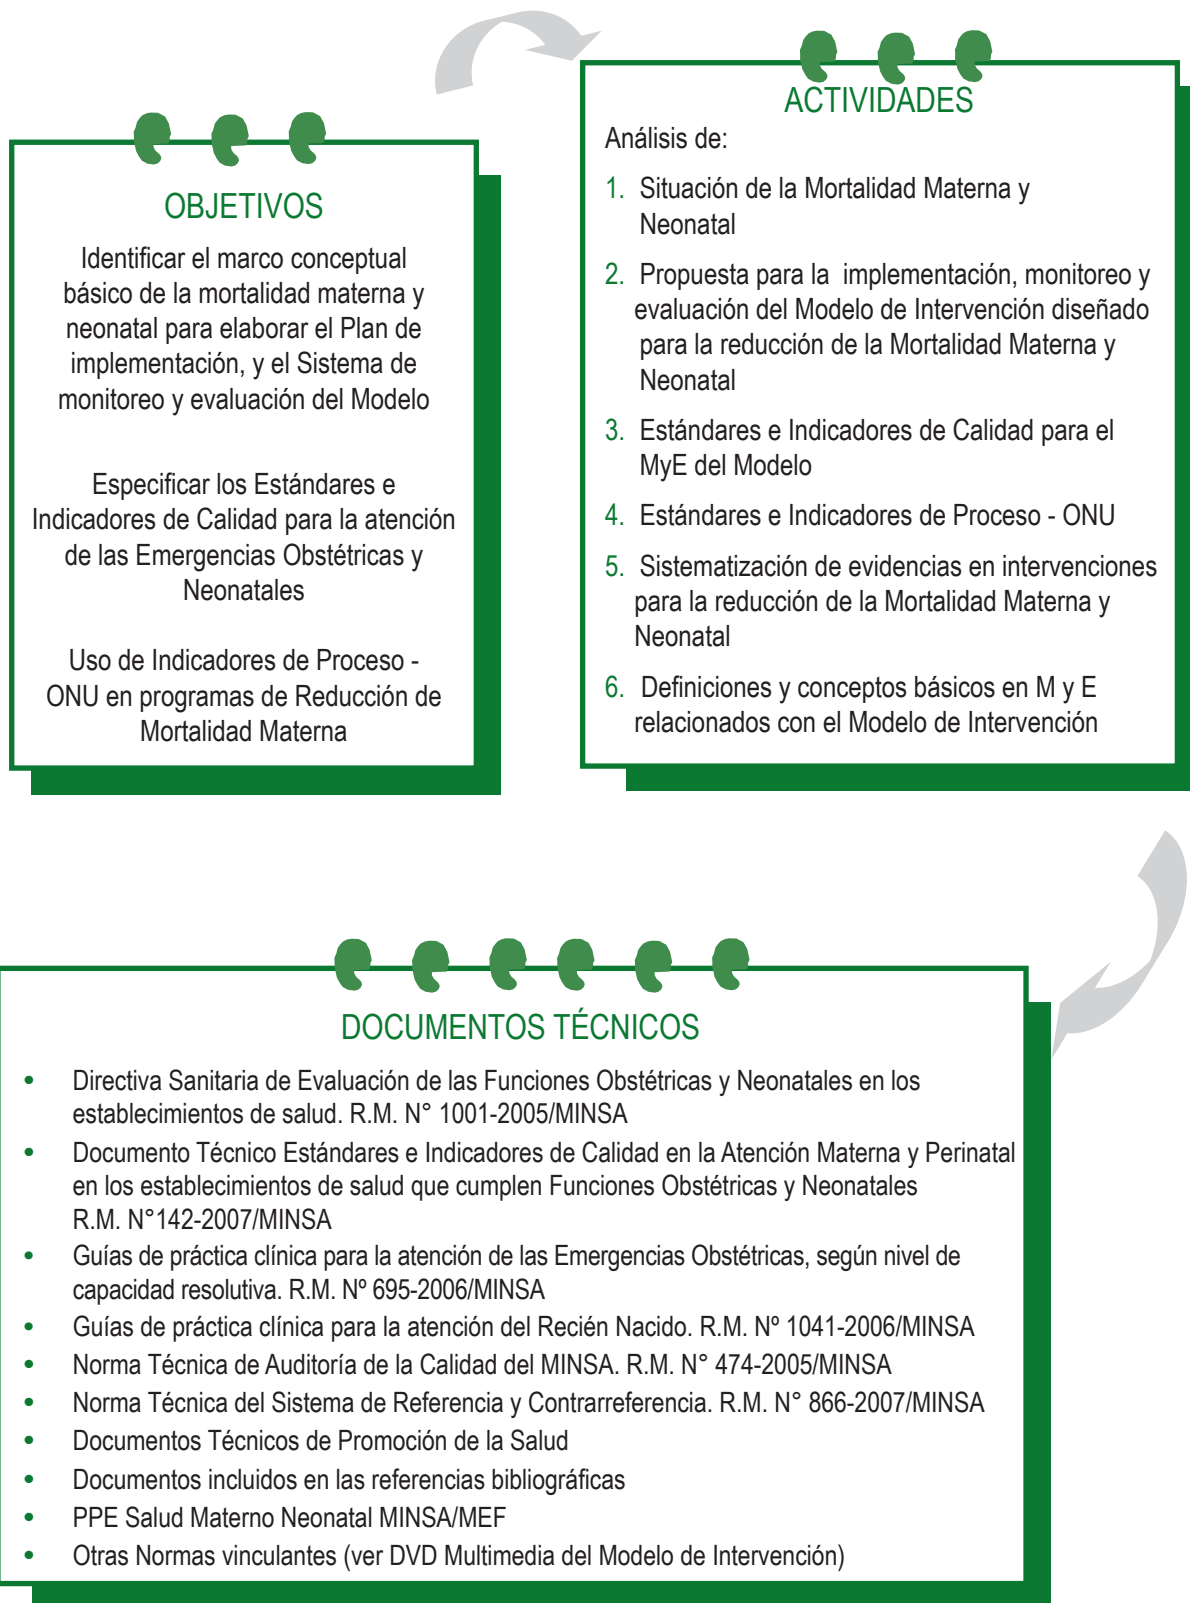 OBJETIVOS
Identificar el marco conceptual
básico de la mortalidad materna y
neonatal para elaborar el Plan de
implementación, y el Sistema de
monitoreo y evaluación del Modelo
Especificar los Estándares e
Indicadores de Calidad para la atención
de las Emergencias Obstétricas y
Neonatales
Uso de Indicadores de Proceso -
ONU en programas de Reducción de
Mortalidad Materna
ACTIVIDADES
Análisis de:
1. Situación de la Mortalidad Materna y
Neonatal
2. Propuesta para la implementación, monitoreo y
evaluación del Modelo de Intervención diseñado
para la reducción de la Mortalidad Materna y
Neonatal
3. Estándares e Indicadores de Calidad para el
MyE del Modelo
4. Estándares e Indicadores de Proceso - ONU
5. Sistematización de evidencias en intervenciones
para la reducción de la Mortalidad Materna y
Neonatal
6. Definiciones y conceptos básicos en M y E
relacionados con el Modelo de Intervención
DOCUMENTOS TÉCNICOS
• Directiva Sanitaria de Evaluación de las Funciones Obstétricas y Neonatales en los
establecimientos de salud. R.M. N° 1001-2005/MINSA
• Documento Técnico Estándares e Indicadores de Calidad en la Atención Materna y Perinatal
en los establecimientos de salud que cumplen Funciones Obstétricas y Neonatales
R.M. N°142-2007/MINSA
• Guías de práctica clínica para la atención de las Emergencias Obstétricas, según nivel de
capacidad resolutiva. R.M. Nº 695-2006/MINSA
• Guías de práctica clínica para la atención del Recién Nacido. R.M. Nº 1041-2006/MINSA
• Norma Técnica de Auditoría de la Calidad del MINSA. R.M. N° 474-2005/MINSA
• Norma Técnica del Sistema de Referencia y Contrarreferencia. R.M. N° 866-2007/MINSA
• Documentos Técnicos de Promoción de la Salud
• Documentos incluidos en las referencias bibliográficas
• PPE Salud Materno Neonatal MINSA/MEF
• Otras Normas vinculantes (ver DVD Multimedia del Modelo de Intervención)